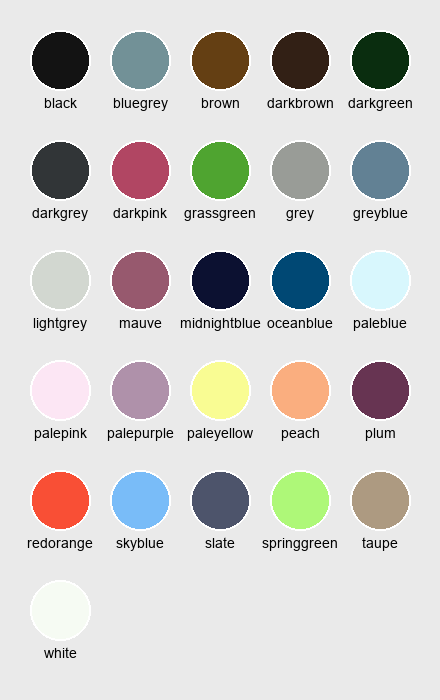 black bluegrey brown darkbrown darkgreen
darkgrey darkpink grassgreen grey greyblue
lightgrey mauve midnightblue oceanblue paleblue
palepink palepurple paleyellow peach plum
redorange skyblue slate springgreen taupe
white